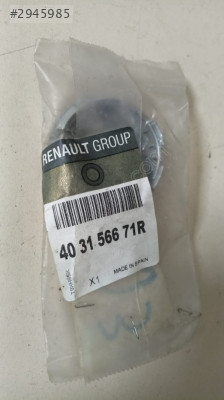 #2945985
RENAULT GROUP
40 31 566 71R
X1
MADE IN SPAIN